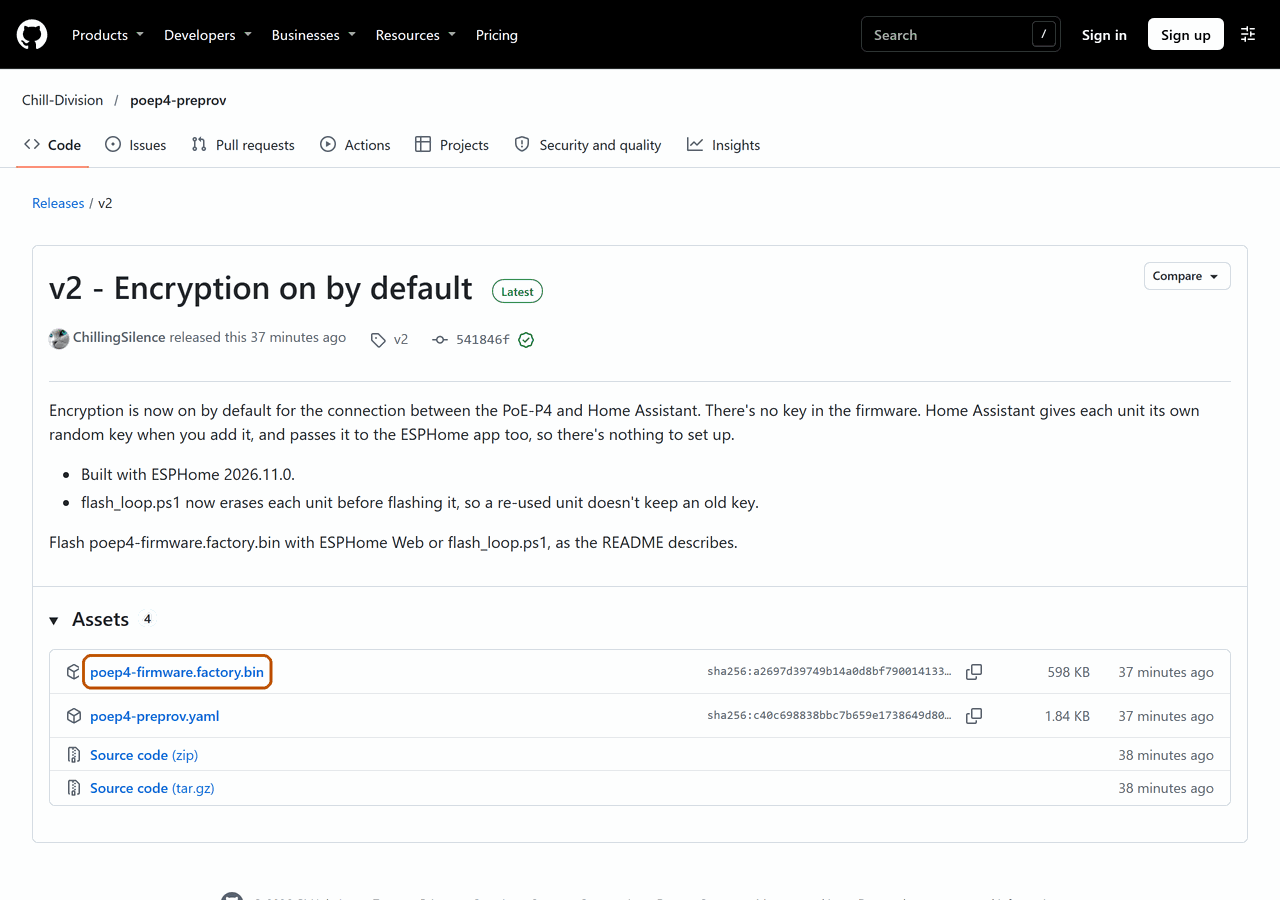 Products Developers Businesses Resources Pricing Search / Sign in Sign up
Chill-Division / poep4-preprov
Code Issues Pull requests Actions Projects Security and quality Insights
Releases / v2
v2 - Encryption on by default Latest Compare
ChillingSilence released this 37 minutes ago v2 541846f
Encryption is now on by default for the connection between the PoE-P4 and Home Assistant. There's no key in the firmware. Home Assistant gives each unit its own
random key when you add it, and passes it to the ESPHome app too, so there's nothing to set up.
• Built with ESPHome 2026.11.0.
• flash_loop.ps1 now erases each unit before flashing it, so a re-used unit doesn't keep an old key.
Flash poep4-firmware.factory.bin with ESPHome Web or flash_loop.ps1, as the README describes.
Assets 4
poep4-firmware.factory.bin sha256:a2697d39749b14a0d8bf790014133… 598 KB 37 minutes ago
poep4-preprov.yaml sha256:c40c698838bbc7b659e1738649d80… 1.84 KB 37 minutes ago
Source code (zip) 38 minutes ago
Source code (tar.gz) 38 minutes ago